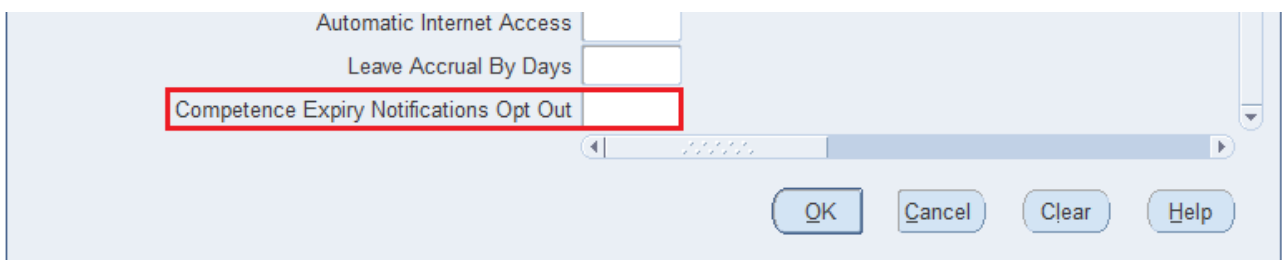 Automatic Internet Access
Leave Accrual By Days
Competence Expiry Notifications Opt Out
OK Cancel Clear Help